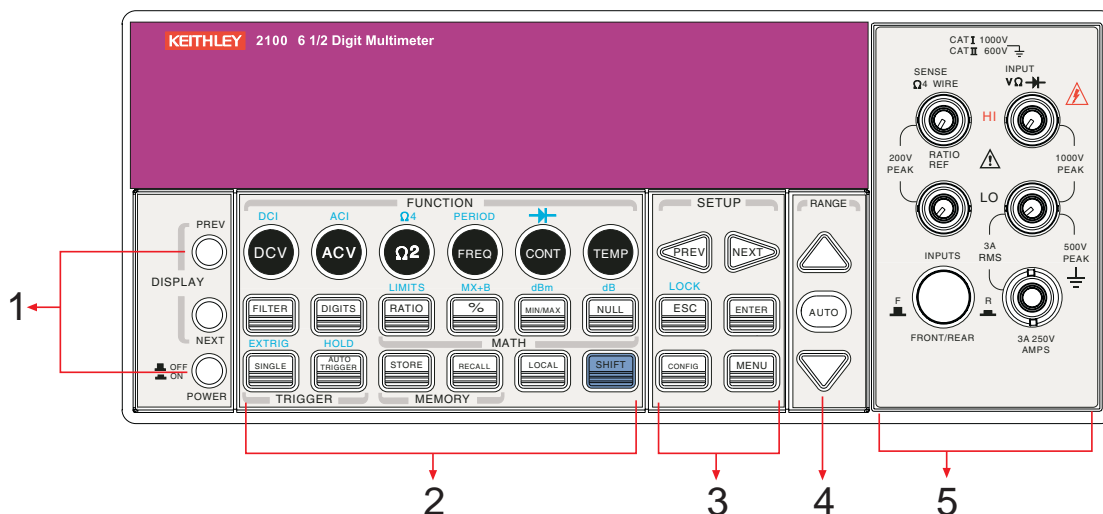 KEITHLEY 2100 6 1/2 Digit Multimeter
CAT I 1000V
CAT II 600V
SENSE
Ω4 WIRE
INPUT
VΩ
HI
200V
PEAK
RATIO
REF
1000V
PEAK
LO
3A
RMS
500V
PEAK
INPUTS
F
R
FRONT/REAR
3A 250V
AMPS
PREV
DISPLAY
NEXT
OFF
ON
POWER
FUNCTION
DCI ACI Ω4 PERIOD
DCV ACV Ω2 FREQ CONT TEMP
LIMITS MX+B dBm dB
FILTER DIGITS RATIO % MIN/MAX NULL
EXTRIG HOLD MATH
SINGLE AUTO TRIGGER STORE RECALL LOCAL SHIFT
TRIGGER MEMORY
SETUP
PREV NEXT
LOCK
ESC ENTER
CONFIG MENU
RANGE
AUTO
1
2
3
4
5